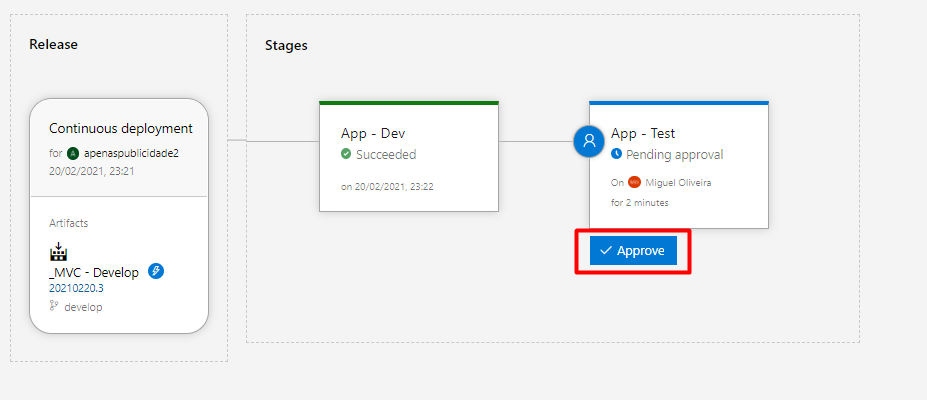 Release
Continuous deployment
for A apenaspublicidade2
20/02/2021, 23:21
Artifacts
_MVC - Develop
20210220.3
develop
Stages
App - Dev
Succeeded
on 20/02/2021, 23:22
App - Test
Pending approval
On Miguel Oliveira
for 2 minutes
Approve